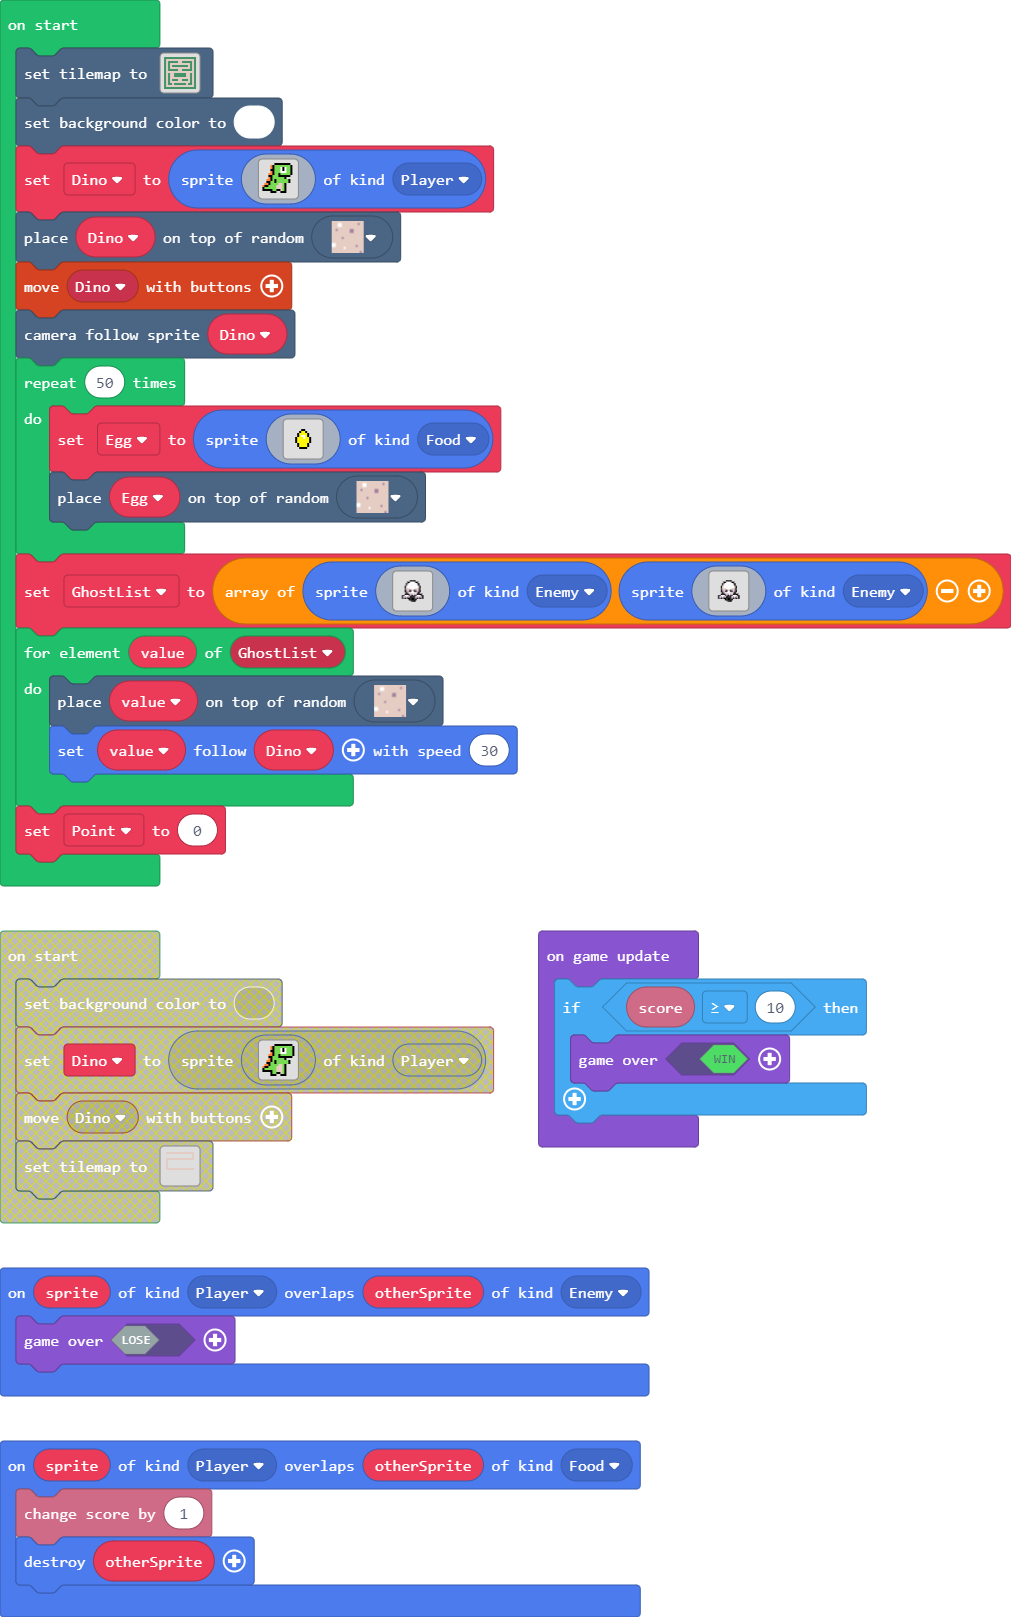 on start
set tilemap to
set background color to
set Dino to sprite of kind Player
place Dino on top of random
move Dino with buttons
camera follow sprite Dino
repeat 50 times
do
set Egg to sprite of kind Food
place Egg on top of random
set GhostList to array of sprite of kind Enemy sprite of kind Enemy
for element value of GhostList
do
place value on top of random
set value follow Dino with speed 30
set Point to 0
on start
set background color to
set Dino to sprite of kind Player
move Dino with buttons
set tilemap to
on game update
if score ≥ 10 then
game over WIN
on sprite of kind Player overlaps otherSprite of kind Enemy
game over LOSE
on sprite of kind Player overlaps otherSprite of kind Food
change score by 1
destroy otherSprite